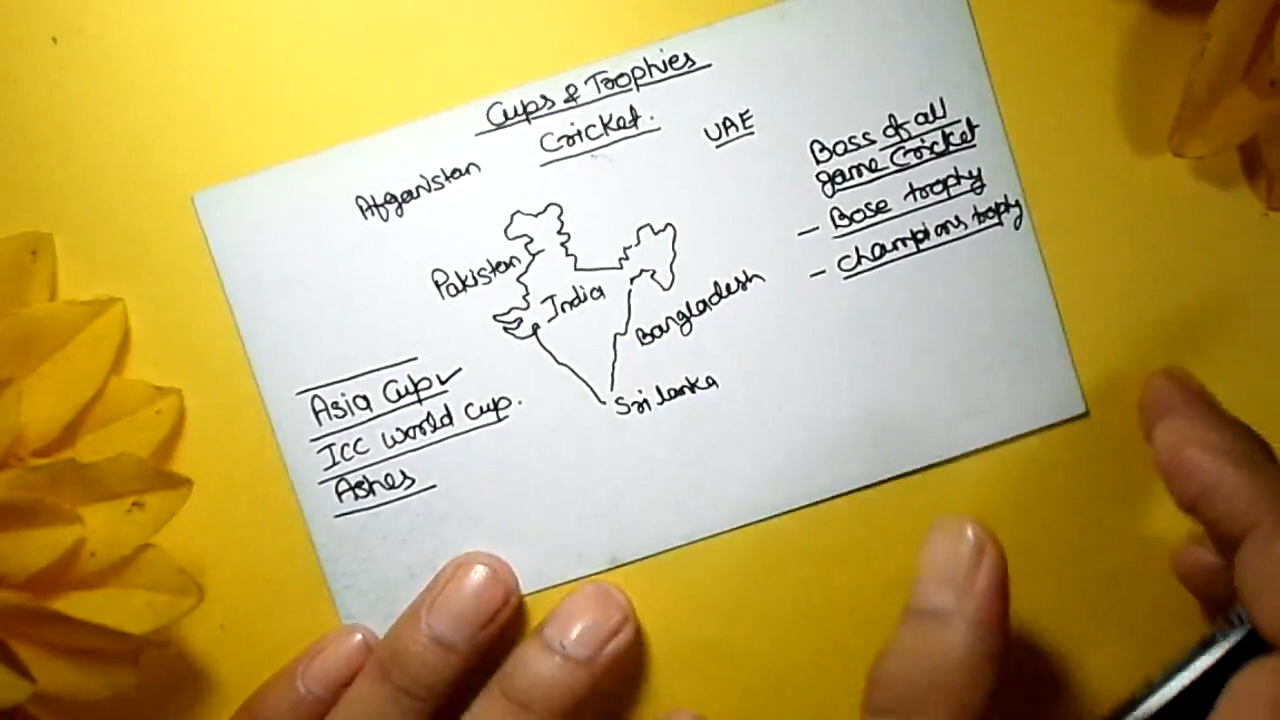 Cups & Trophies
Cricket.
Afganistan
UAE
Pakistan
India
Bangladesh
Sri lanka
Asia Cup✓
ICC World Cup.
Ashes
Boss of all
game Cricket
- Bose trophy
- Champions trophy